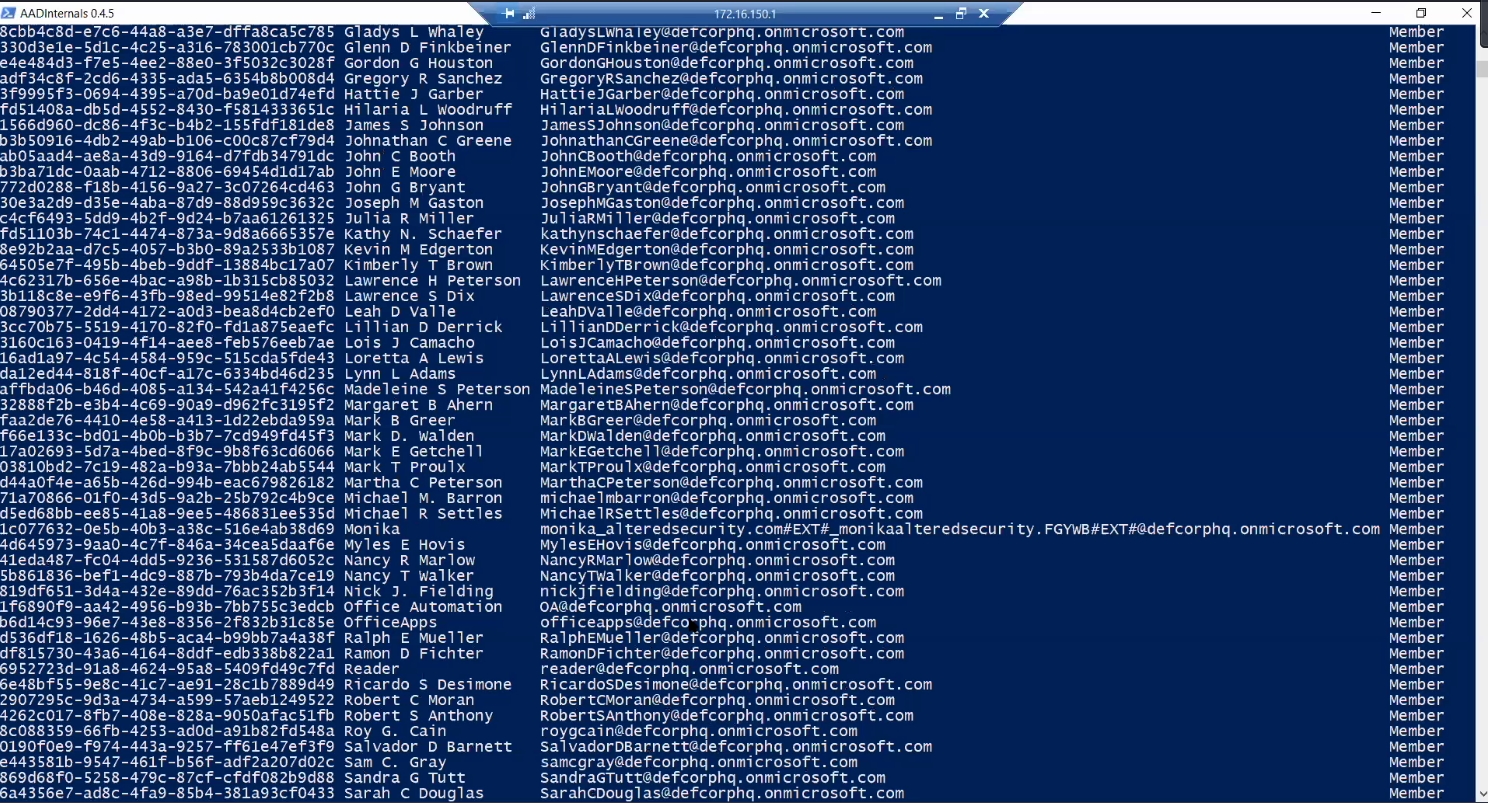 AADInternals 0.4.5
172.16.150.1
8cbb4c8d-e7c6-44a8-a3e7-dffa8ca5c785 Gladys L Whaley GladysLWhaley@defcorphq.onmicrosoft.com Member
330d3e1e-5d1c-4c25-a316-783001cb770c Glenn D Finkbeiner GlennDFinkbeiner@defcorphq.onmicrosoft.com Member
e4e484d3-f7e5-4ee2-88e0-3f5032c3028f Gordon G Houston GordonGHouston@defcorphq.onmicrosoft.com Member
adf34c8f-2cd6-4335-ada5-6354b8b008d4 Gregory R Sanchez GregoryRSanchez@defcorphq.onmicrosoft.com Member
3f9995f3-0694-4395-a70d-ba9e01d74efd Hattie J Garber HattieJGarber@defcorphq.onmicrosoft.com Member
fd51408a-db5d-4552-8430-f5814333651c Hilaria L Woodruff HilariaLWoodruff@defcorphq.onmicrosoft.com Member
1566d960-dc86-4f3c-b4b2-155fdf181de8 James S Johnson JamesSJohnson@defcorphq.onmicrosoft.com Member
b3b50916-4db2-49ab-b106-c00c87cf79d4 Johnathan C Greene JohnathanCGreene@defcorphq.onmicrosoft.com Member
ab05aad4-ae8a-43d9-9164-d7fdb34791dc John C Booth JohnCBooth@defcorphq.onmicrosoft.com Member
b3ba71dc-0aab-4712-8806-69454d1d17ab John E Moore JohnEMoore@defcorphq.onmicrosoft.com Member
772d0288-f18b-4156-9a27-3c07264cd463 John G Bryant JohnGBryant@defcorphq.onmicrosoft.com Member
30e3a2d9-d35e-4aba-87d9-88d959c3632c Joseph M Gaston JosephMGaston@defcorphq.onmicrosoft.com Member
c4cf6493-5dd9-4b2f-9d24-b7aa61261325 Julia R Miller JuliaRMiller@defcorphq.onmicrosoft.com Member
fd51103b-74c1-4474-873a-9d8a6665357e Kathy N. Schaefer kathynschaefer@defcorphq.onmicrosoft.com Member
8e92b2aa-d7c5-4057-b3b0-89a2533b1087 Kevin M Edgerton KevinMEdgerton@defcorphq.onmicrosoft.com Member
64505e7f-495b-4beb-9ddf-13884bc17a07 Kimberly T Brown KimberlyTBrown@defcorphq.onmicrosoft.com Member
4c62317b-656e-4bac-a98b-1b315cb85032 Lawrence H Peterson LawrenceHPeterson@defcorphq.onmicrosoft.com Member
3b118c8e-e9f6-43fb-98ed-99514e82f2b8 Lawrence S Dix LawrenceSDix@defcorphq.onmicrosoft.com Member
08790377-2dd4-4172-a0d3-bea8d4cb2ef0 Leah D Valle LeahDValle@defcorphq.onmicrosoft.com Member
3cc70b75-5519-4170-82f0-fd1a875eaefc Lillian D Derrick LillianDDerrick@defcorphq.onmicrosoft.com Member
3160c163-0419-4f14-aee8-feb576eeb7ae Lois J Camacho LoisJCamacho@defcorphq.onmicrosoft.com Member
16ad1a97-4c54-4584-959c-515cda5fde43 Loretta A Lewis LorettaALewis@defcorphq.onmicrosoft.com Member
da12ed44-818f-40cf-a17c-6334bd46d235 Lynn L Adams LynnLAdams@defcorphq.onmicrosoft.com Member
affbda06-b46d-4085-a134-542a41f4256c Madeleine S Peterson MadeleineSPeterson@defcorphq.onmicrosoft.com Member
32888f2b-e3b4-4c69-90a9-d962fc3195f2 Margaret B Ahern MargaretBAhern@defcorphq.onmicrosoft.com Member
faa2de76-4410-4e58-a413-1d22ebda959a Mark B Greer MarkBGreer@defcorphq.onmicrosoft.com Member
f66e133c-bd01-4b0b-b3b7-7cd949fd45f3 Mark D. Walden MarkDWalden@defcorphq.onmicrosoft.com Member
17a02693-5d7a-4bed-8f9c-9b8f63cd6066 Mark E Getchell MarkEGetchell@defcorphq.onmicrosoft.com Member
03810bd2-7c19-482a-b93a-7bbb24ab5544 Mark T Proulx MarkTProulx@defcorphq.onmicrosoft.com Member
d44a0f4e-a65b-426d-994b-eac679826182 Martha C Peterson MarthaCPeterson@defcorphq.onmicrosoft.com Member
71a70866-01f0-43d5-9a2b-25b792c4b9ce Michael M. Barron michaelmbarron@defcorphq.onmicrosoft.com Member
d5ed68bb-ee85-41a8-9ee5-486831ee535d Michael R Settles MichaelRSettles@defcorphq.onmicrosoft.com Member
1c077632-0e5b-40b3-a38c-516e4ab38d69 Monika monika_alteredsecurity.com#EXT#_monikaalteredsecurity.FGYWB#EXT#@defcorphq.onmicrosoft.com Member
4d645973-9aa0-4c7f-846a-34cea5daaf6e Myles E Hovis MylesEHovis@defcorphq.onmicrosoft.com Member
41eda487-fc04-4dd5-9236-531587d6052c Nancy R Marlow NancyRMarlow@defcorphq.onmicrosoft.com Member
5b861836-bef1-4dc9-887b-793b4da7ce19 Nancy T Walker NancyTWalker@defcorphq.onmicrosoft.com Member
819df651-3d4a-432e-89dd-76ac352b3f14 Nick J. Fielding nickjfielding@defcorphq.onmicrosoft.com Member
1f6890f9-aa42-4956-b93b-7bb755c3edcb Office Automation OA@defcorphq.onmicrosoft.com Member
b6d14c93-96e7-43e8-8356-2f832b31c85e OfficeApps officeapps@defcorphq.onmicrosoft.com Member
d536df18-1626-48b5-aca4-b99bb7a4a38f Ralph E Mueller RalphEMueller@defcorphq.onmicrosoft.com Member
df815730-43a6-4164-8ddf-edb338b822a1 Ramon D Fichter RamonDFichter@defcorphq.onmicrosoft.com Member
6952723d-91a8-4624-95a8-5409fd49c7fd Reader reader@defcorphq.onmicrosoft.com Member
6e48bf55-9e8c-41c7-ae91-28c1b7889d49 Ricardo S Desimone RicardoSDesimone@defcorphq.onmicrosoft.com Member
2907295c-9d3a-4734-a599-57aeb1249522 Robert C Moran RobertCMoran@defcorphq.onmicrosoft.com Member
4262c017-8fb7-408e-828a-9050afac51fb Robert S Anthony RobertSAnthony@defcorphq.onmicrosoft.com Member
8c088359-66fb-4253-ad0d-a91b82fd548a Roy G. Cain roygcain@defcorphq.onmicrosoft.com Member
0190f0e9-f974-443a-9257-ff61e47ef3f9 Salvador D Barnett SalvadorDBarnett@defcorphq.onmicrosoft.com Member
e443581b-9547-461f-b56f-adf2a207d02c Sam C. Gray samcgray@defcorphq.onmicrosoft.com Member
869d68f0-5258-479c-87cf-cfdf082b9d88 Sandra G Tutt SandraGTutt@defcorphq.onmicrosoft.com Member
6a4356e7-ad8c-4fa9-85b4-381a93cf0433 Sarah C Douglas SarahCDouglas@defcorphq.onmicrosoft.com Member